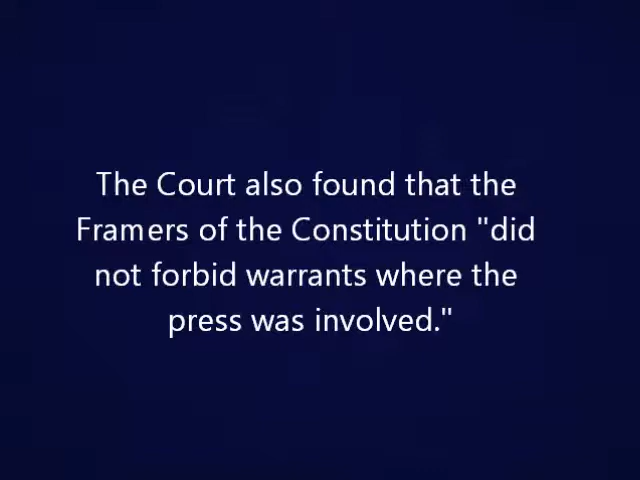 The Court also found that the
Framers of the Constitution "did
not forbid warrants where the
press was involved."